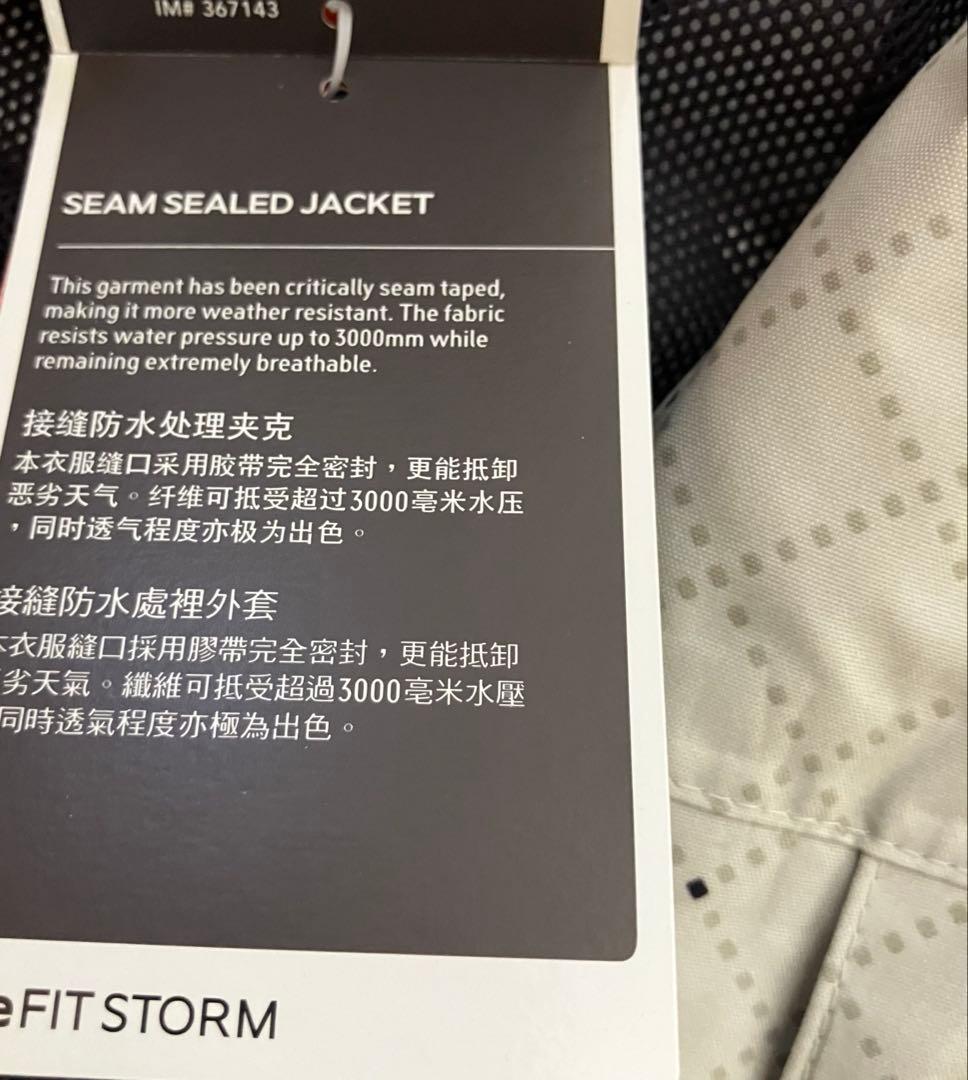 IM# 367143
SEAM SEALED JACKET
This garment has been critically seam taped,
making it more weather resistant. The fabric
resists water pressure up to 3000mm while
remaining extremely breathable.
接缝防水处理夹克
本衣服缝口采用胶带完全密封，更能抵卸
恶劣天气。纤维可抵受超过3000毫米水压
，同时透气程度亦极为出色。
接縫防水處裡外套
本衣服縫口採用膠帶完全密封，更能抵卸
劣天氣。纖維可抵受超過3000毫米水壓
同時透氣程度亦極為出色。
eFIT STORM